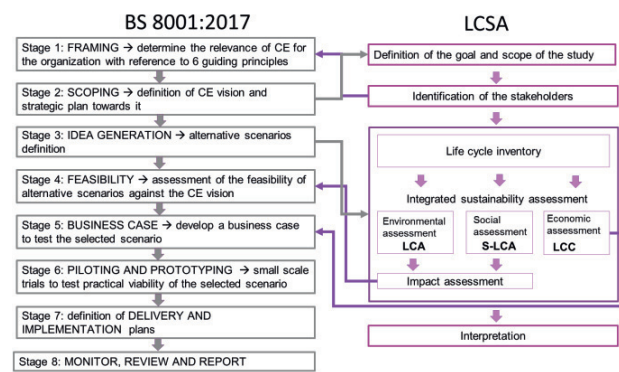 BS 8001:2017
Stage 1: FRAMING → determine the relevance of CE for
the organization with reference to 6 guiding principles
Stage 2: SCOPING → definition of CE vision and
strategic plan towards it
Stage 3: IDEA GENERATION → alternative scenarios
definition
Stage 4: FEASIBILITY → assessment of the feasibility of
alternative scenarios against the CE vision
Stage 5: BUSINESS CASE → develop a business case
to test the selected scenario
Stage 6: PILOTING AND PROTOTYPING → small scale
trials to test practical viability of the selected scenario
Stage 7: definition of DELIVERY AND
IMPLEMENTATION plans
Stage 8: MONITOR, REVIEW AND REPORT
LCSA
Definition of the goal and scope of the study
Identification of the stakeholders
Life cycle inventory
Integrated sustainability assessment
Environmental
assessment
LCA
Social
assessment
S-LCA
Economic
assessment
LCC
Impact assessment
Interpretation